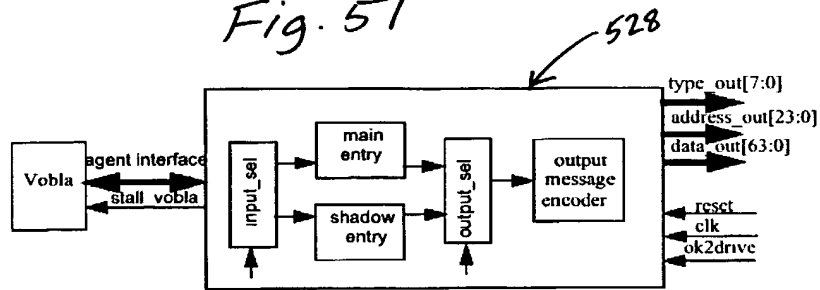 Fig. 51
528
type_out[7:0]
address_out[23:0]
data_out[63:0]
Vobla
agent interface
stall_vobla
input_sel
main
entry
shadow
entry
output_sel
output
message
encoder
reset
clk
ok2drive